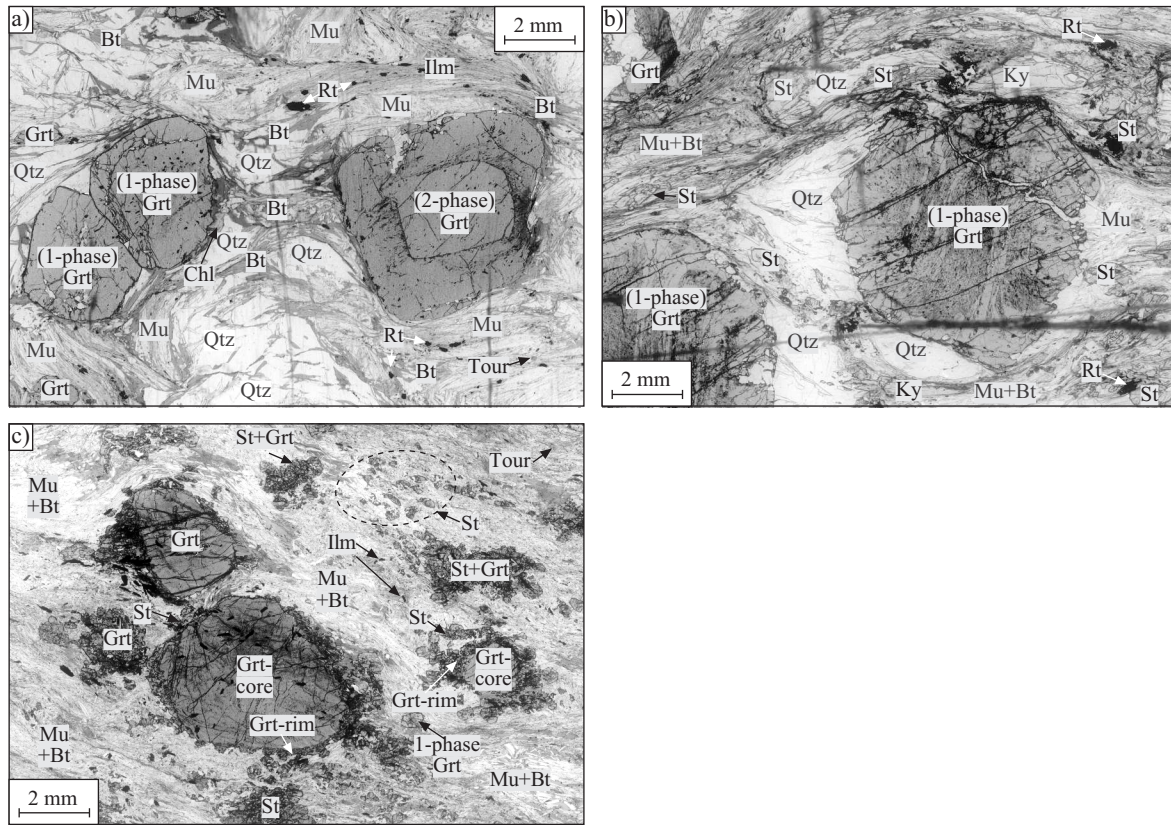 a)
Bt
Mu
2 mm
Ilm
Mu
Rt
Mu
Bt
Bt
Grt
Qtz
Qtz
(1-phase)
Grt
(2-phase)
Grt
Bt
Qtz
Qtz
(1-phase)
Grt
Bt
Chl
Mu
Mu
Qtz
Rt
Mu
Bt
Tour
Grt
Qtz
b)
Rt
Grt
St
Qtz
St
Ky
St
Mu+Bt
St
Qtz
(1-phase)
Grt
Mu
St
St
(1-phase)
Grt
Qtz
Qtz
2 mm
Rt
Ky
Mu+Bt
St
c)
St+Grt
Tour
Mu
+Bt
St
Grt
Ilm
St+Grt
Mu
+Bt
St
St
Grt
Grt-
core
Grt-
core
Grt-rim
Grt-rim
Mu
+Bt
1-phase
Grt
Mu+Bt
2 mm
St